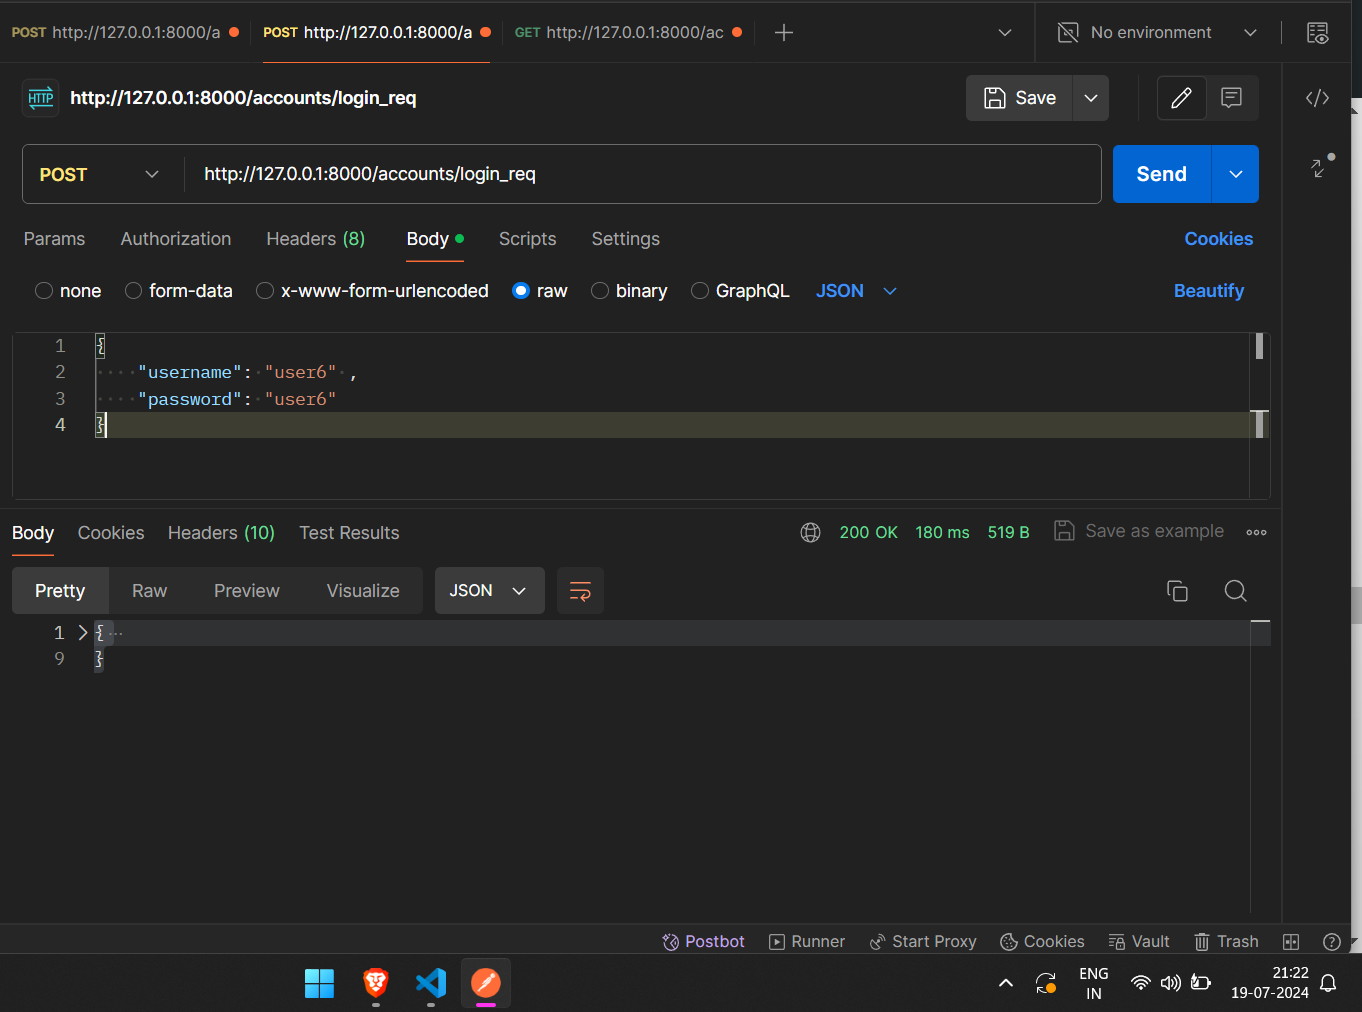 POST http://127.0.0.1:8000/a POST http://127.0.0.1:8000/a GET http://127.0.0.1:8000/ac No environment
HTTP http://127.0.0.1:8000/accounts/login_req Save
POST http://127.0.0.1:8000/accounts/login_req Send
Params Authorization Headers (8) Body Scripts Settings Cookies
none form-data x-www-form-urlencoded raw binary GraphQL JSON Beautify
1 {
2 "username": "user6" ,
3 "password": "user6"
4 }
Body Cookies Headers (10) Test Results 200 OK 180 ms 519 B Save as example
Pretty Raw Preview Visualize JSON
1 { ...
9 }
Postbot Runner Start Proxy Cookies Vault Trash
ENG 21:22
IN 19-07-2024